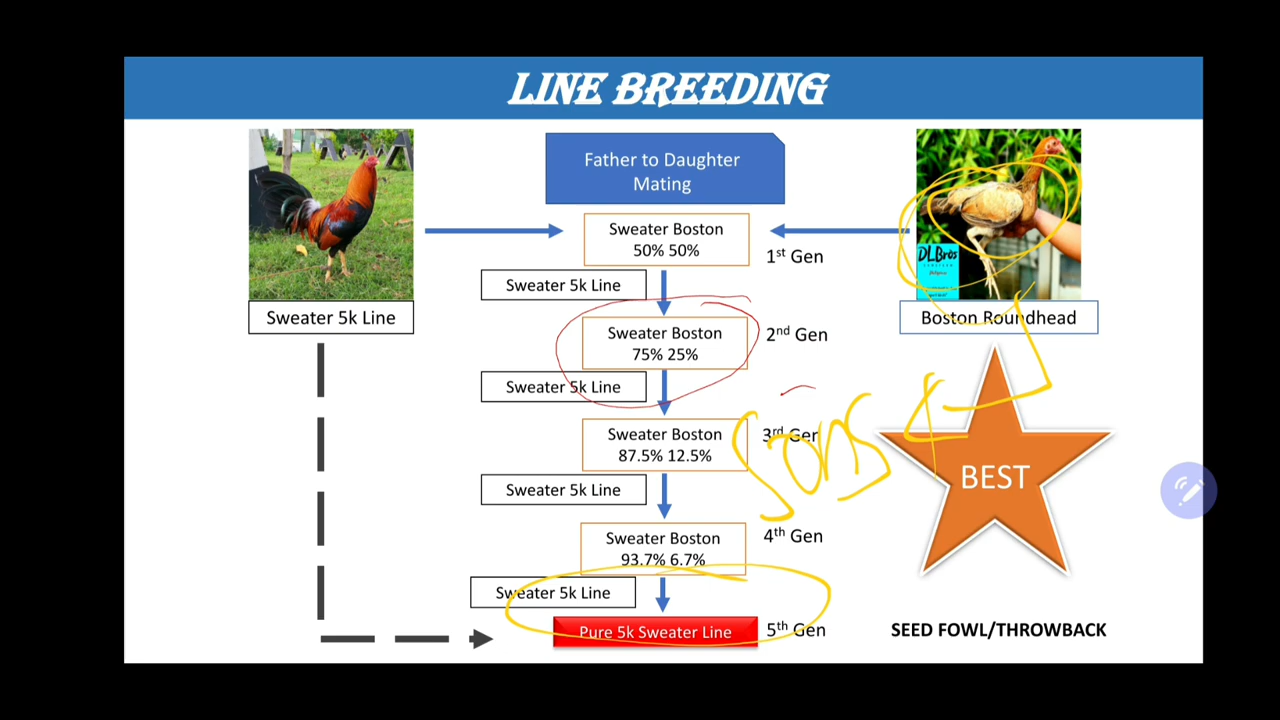 LINE BREEDING
Father to Daughter
Mating
Sweater Boston
50% 50%
1st Gen
Sweater 5k Line
DLBros
Sweater 5k Line
Boston Roundhead
Sweater Boston
75% 25%
2nd Gen
Sweater 5k Line
Sweater Boston
87.5% 12.5%
3rd Gen
Sons &
BEST
Sweater 5k Line
Sweater Boston
93.7% 6.7%
4th Gen
Sweater 5k Line
Pure 5k Sweater Line
5th Gen
SEED FOWL/THROWBACK